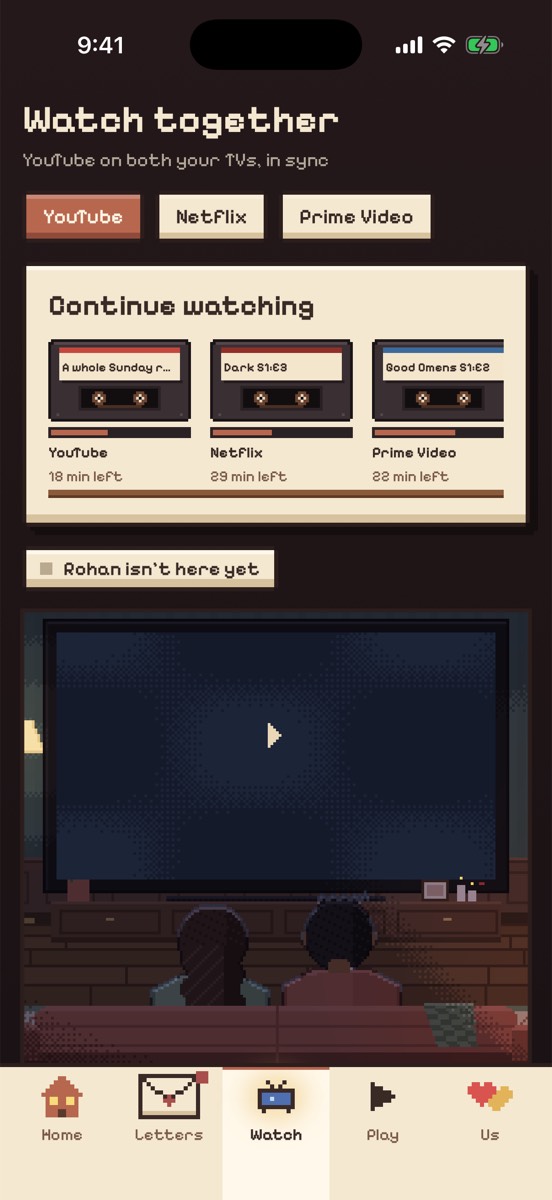 9:41
Watch together
YouTube on both your TVs, in sync
YouTube
Netflix
Prime Video
Continue watching
A whole Sunday r...
Dark S1:E3
Good Omens S1:E2
YouTube
Netflix
Prime Video
18 min left
29 min left
22 min left
Rohan isn't here yet
Home
Letters
Watch
Play
Us